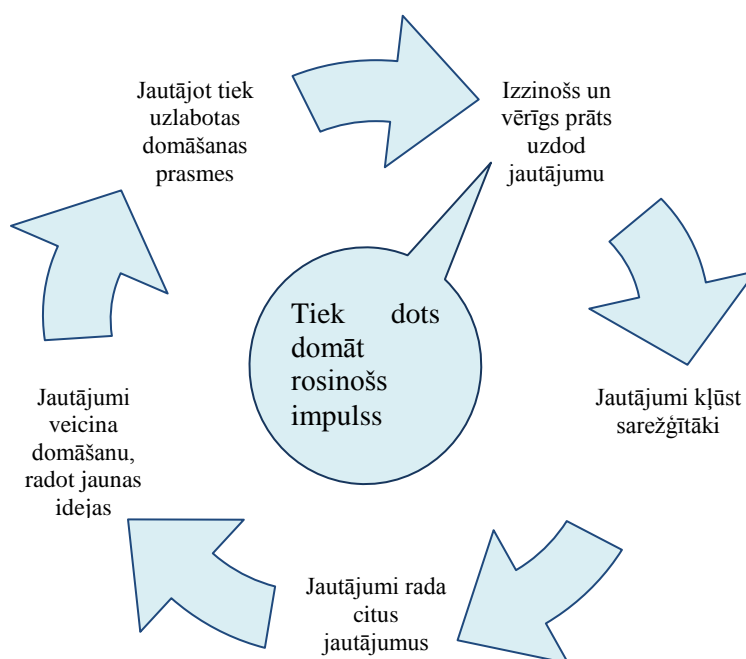 Izzinošs un
vērīgs prāts
uzdod
jautājumu
Jautājumi kļūst
sarežģītāki
Jautājumi rada
citus
jautājumus
Jautājumi
veicina
domāšanu,
radot jaunas
idejas
Jautājot tiek
uzlabotas
domāšanas
prasmes
Tiek dots
domāt
rosinošs
impulss